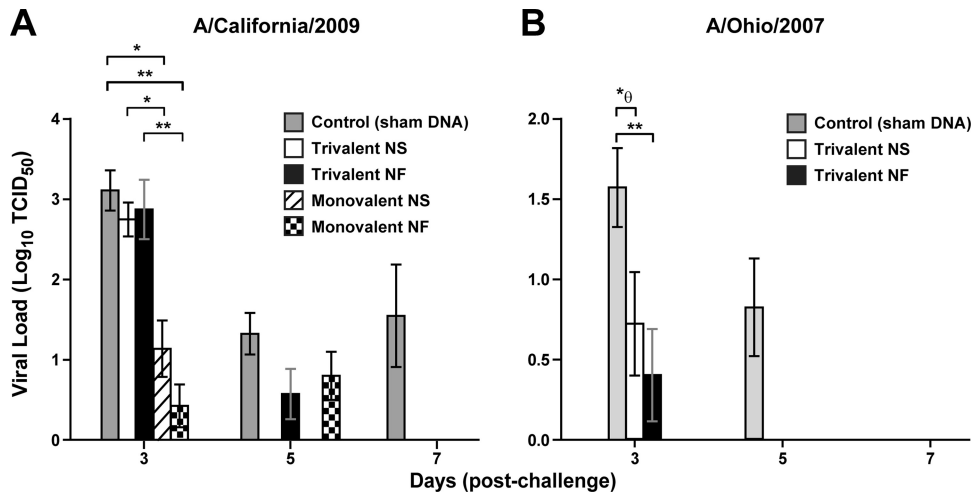 A
A/California/2009
*
**
*
**
Control (sham DNA)
Trivalent NS
Trivalent NF
Monovalent NS
Monovalent NF
Viral Load (Log10 TCID50)
4
3
2
1
0
3
5
7
B
A/Ohio/2007
*θ
**
Control (sham DNA)
Trivalent NS
Trivalent NF
2.0
1.5
1.0
0.5
0.0
3
5
7
Days (post-challenge)